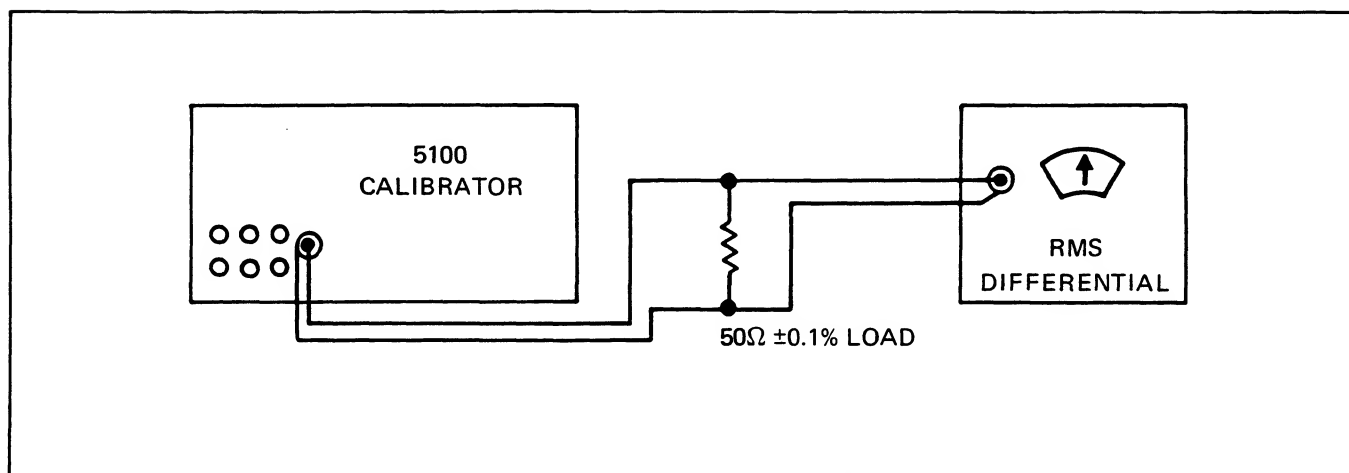 5100
CALIBRATOR
RMS
DIFFERENTIAL
50Ω ±0.1% LOAD